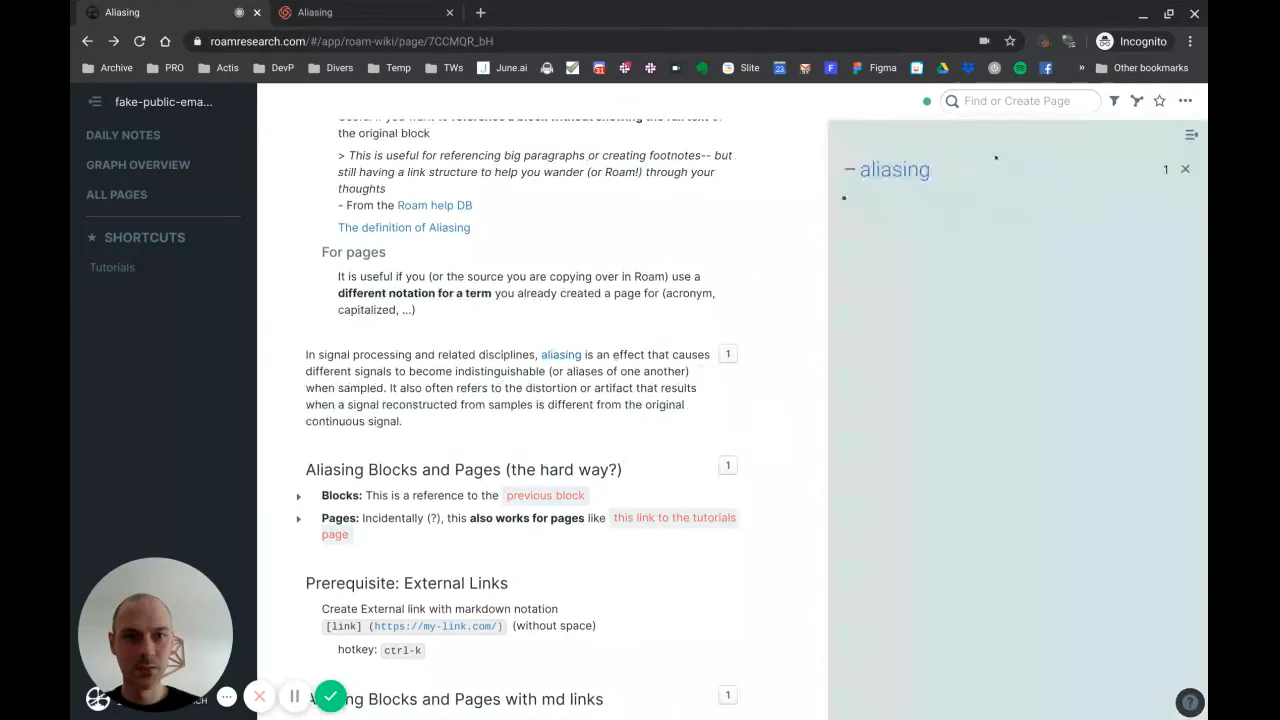 Aliasing
Aliasing
roamresearch.com/#/app/roam-wiki/page/7CCMQR_bH
Incognito
Archive PRO Actis DevP Divers Temp TWs June.ai Slite Figma » Other bookmarks
fake-public-ema...
Find or Create Page
DAILY NOTES
GRAPH OVERVIEW
ALL PAGES
★ SHORTCUTS
Tutorials
the original block
> This is useful for referencing big paragraphs or creating footnotes-- but
still having a link structure to help you wander (or Roam!) through your
thoughts
- From the Roam help DB
The definition of Aliasing
For pages
It is useful if you (or the source you are copying over in Roam) use a
different notation for a term you already created a page for (acronym,
capitalized, ...)
In signal processing and related disciplines, aliasing is an effect that causes 1
different signals to become indistinguishable (or aliases of one another)
when sampled. It also often refers to the distortion or artifact that results
when a signal reconstructed from samples is different from the original
continuous signal.
Aliasing Blocks and Pages (the hard way?) 1
Blocks: This is a reference to the previous block
Pages: Incidentally (?), this also works for pages like this link to the tutorials
page
Prerequisite: External Links
Create External link with markdown notation
[link] (https://my-link.com/) (without space)
hotkey: ctrl-k
ng Blocks and Pages with md links 1
aliasing 1